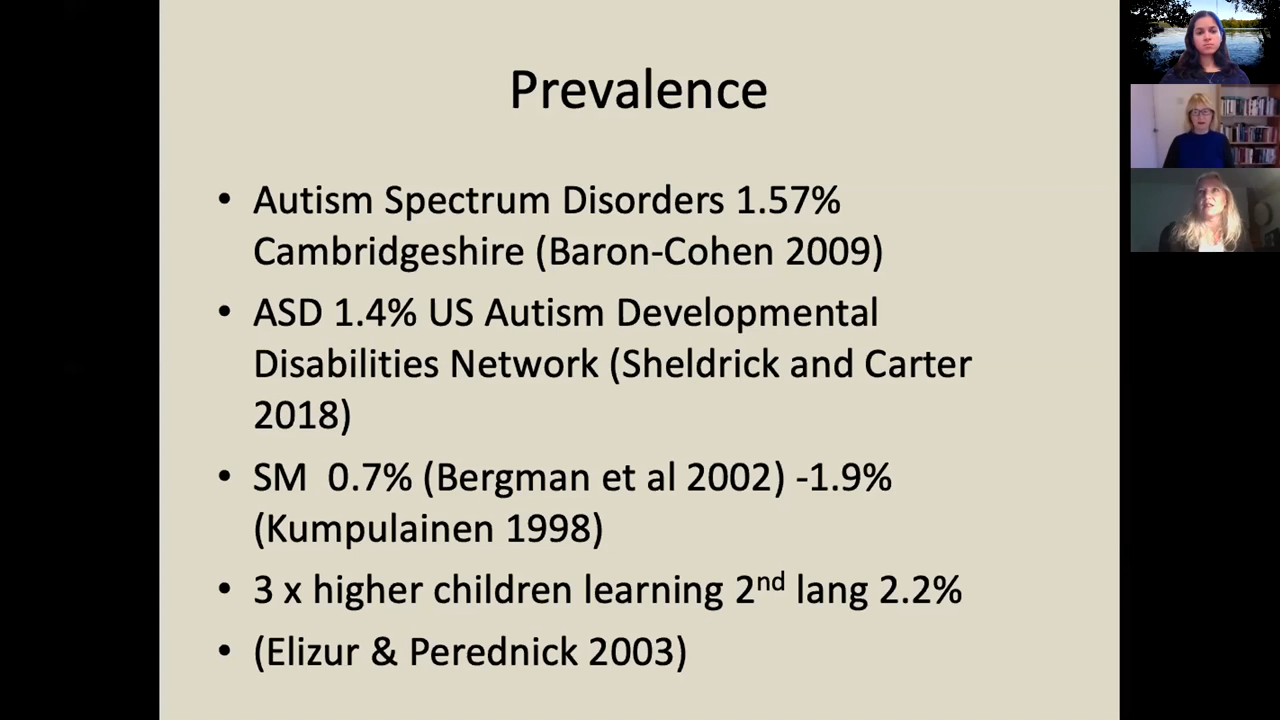 Prevalence
• Autism Spectrum Disorders 1.57%
Cambridgeshire (Baron-Cohen 2009)
• ASD 1.4% US Autism Developmental
Disabilities Network (Sheldrick and Carter
2018)
• SM  0.7% (Bergman et al 2002) -1.9%
(Kumpulainen 1998)
• 3 x higher children learning 2nd lang 2.2%
• (Elizur & Perednick 2003)